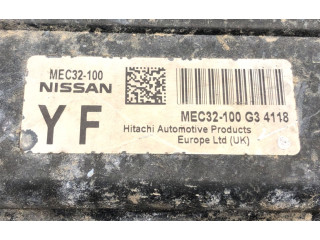 MEC32-100
NISSAN
YF
MEC32-100 G3 4118
Hitachi Automotive Products
Europe Ltd (UK)